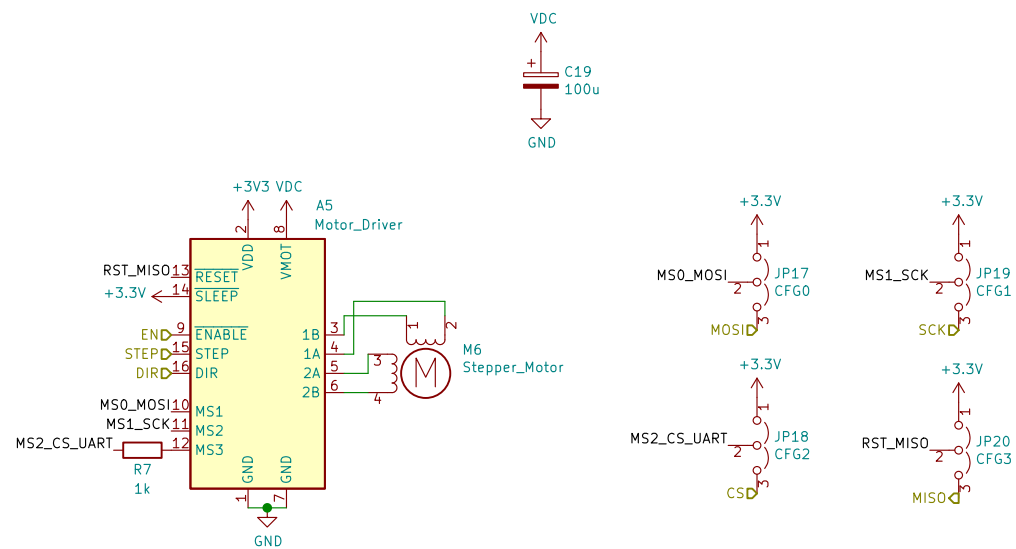 VDC
+
C19
100u
GND
+3V3 VDC
A5
Motor_Driver
2
8
VDD
VMOT
RST_MISO 13 RESET
+3.3V 14 SLEEP
EN 9 ENABLE
STEP 15 STEP
DIR 16 DIR
MS0_MOSI 10 MS1
MS1_SCK 11 MS2
MS2_CS_UART 12 MS3
R7
1k
1B 3
1A 4
2A 5
2B 6
1
2
3
4
M
M6
Stepper_Motor
GND
GND
1
7
GND
+3.3V
1
MS0_MOSI
2
JP17
CFG0
3
MOSI
+3.3V
1
MS1_SCK
2
JP19
CFG1
3
SCK
+3.3V
1
MS2_CS_UART
2
JP18
CFG2
3
CS
+3.3V
1
RST_MISO
2
JP20
CFG3
3
MISO